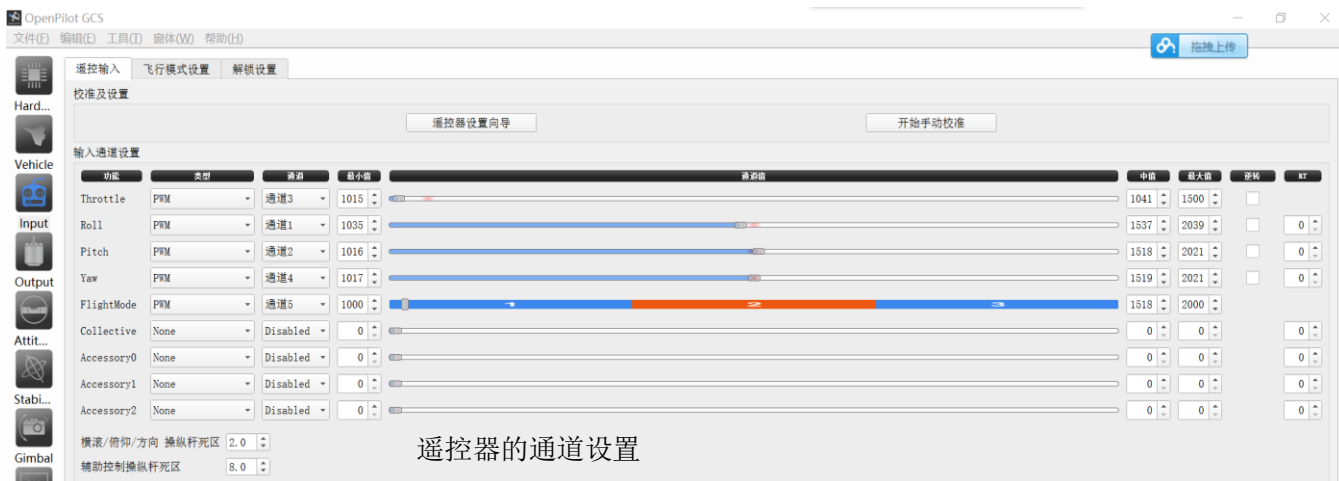 OpenPilot GCS
文件(F) 编辑(E) 工具(T) 窗体(W) 帮助(H)
拖拽上传
遥控输入 飞行模式设置 解锁设置
校准及设置
Hard...
遥控器设置向导 开始手动校准
输入通道设置
Vehicle
功能 类型 通道 最小值 通道值 中值 最大值 逆转 RT
Throttle PWM 通道3 1015 1041 1500
Input
Roll PWM 通道1 1035 1537 2039 0
Pitch PWM 通道2 1016 1518 2021 0
Output
Yaw PWM 通道4 1017 1519 2021 0
FlightMode PWM 通道5 1000 1 2 3 1518 2000
Attit...
Collective None Disabled 0 0 0 0
Accessory0 None Disabled 0 0 0 0
Accessory1 None Disabled 0 0 0 0
Stabi...
Accessory2 None Disabled 0 0 0 0
横滚/俯仰/方向 操纵杆死区 2.0
遥控器的通道设置
Gimbal
辅助控制操纵杆死区 8.0